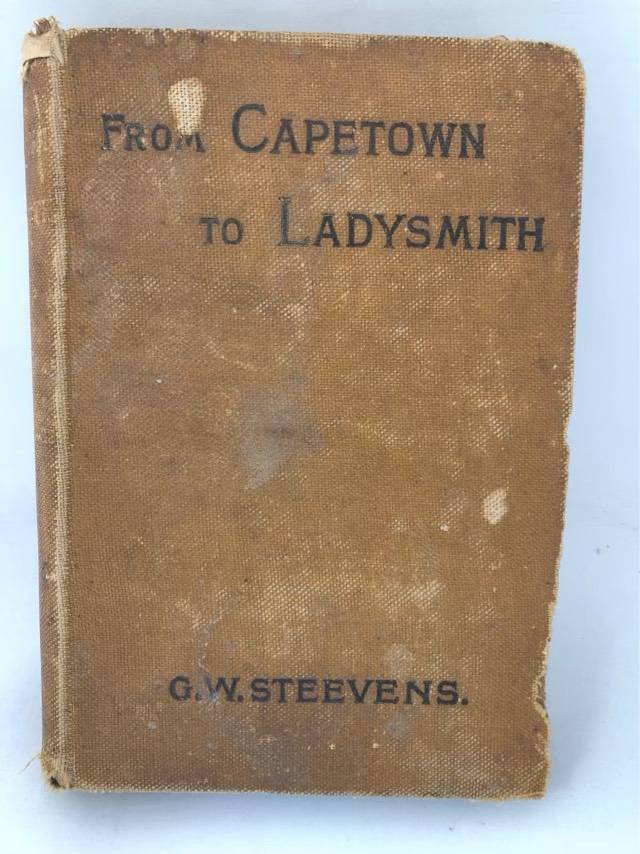 FROM CAPETOWN
TO LADYSMITH
G.W. STEEVENS.